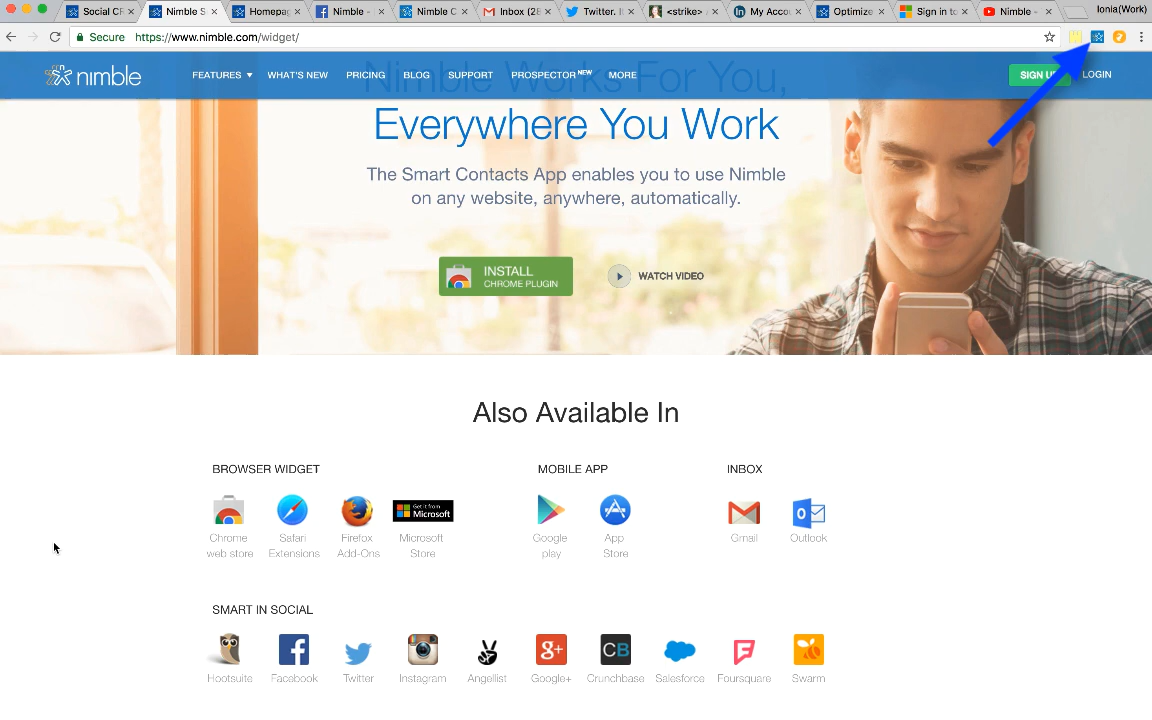 Social CF
Nimble S
Homepag
Nimble -
Nimble C
Inbox (28
Twitter. It
<strike>
My Accou
Optimize
Sign in to
Nimble -
Ionia(Work)
Secure https://www.nimble.com/widget/
nimble FEATURES WHAT'S NEW PRICING BLOG SUPPORT PROSPECTOR NEW MORE SIGN U LOGIN
Nimble Works For You,
Everywhere You Work
The Smart Contacts App enables you to use Nimble
on any website, anywhere, automatically.
INSTALL
CHROME PLUGIN
WATCH VIDEO
Also Available In
BROWSER WIDGET
Get it from
Microsoft
Chrome
web store
Safari
Extensions
Firefox
Add-Ons
Microsoft
Store
MOBILE APP
Google
play
App
Store
INBOX
Gmail
Outlook
SMART IN SOCIAL
CB
Hootsuite
Facebook
Twitter
Instagram
Angellist
Google+
Crunchbase
Salesforce
Foursquare
Swarm